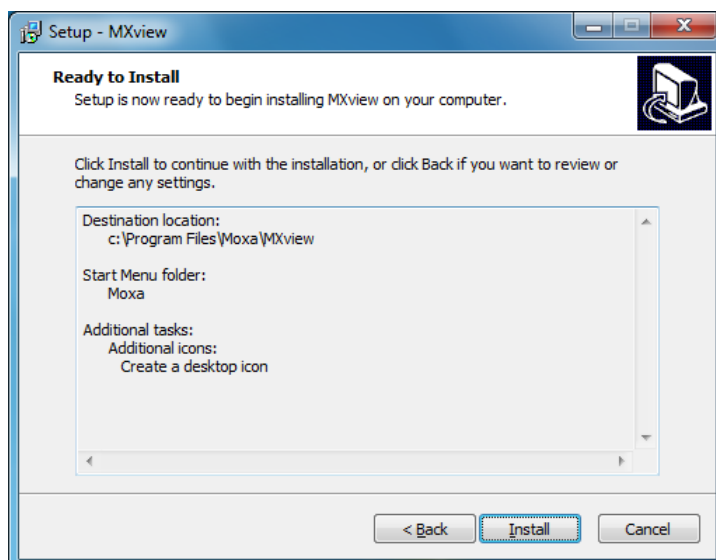 Setup - MXview
Ready to Install
Setup is now ready to begin installing MXview on your computer.
Click Install to continue with the installation, or click Back if you want to review or
change any settings.
Destination location:
c:\Program Files\Moxa\MXview
Start Menu folder:
Moxa
Additional tasks:
Additional icons:
Create a desktop icon
< Back
Install
Cancel